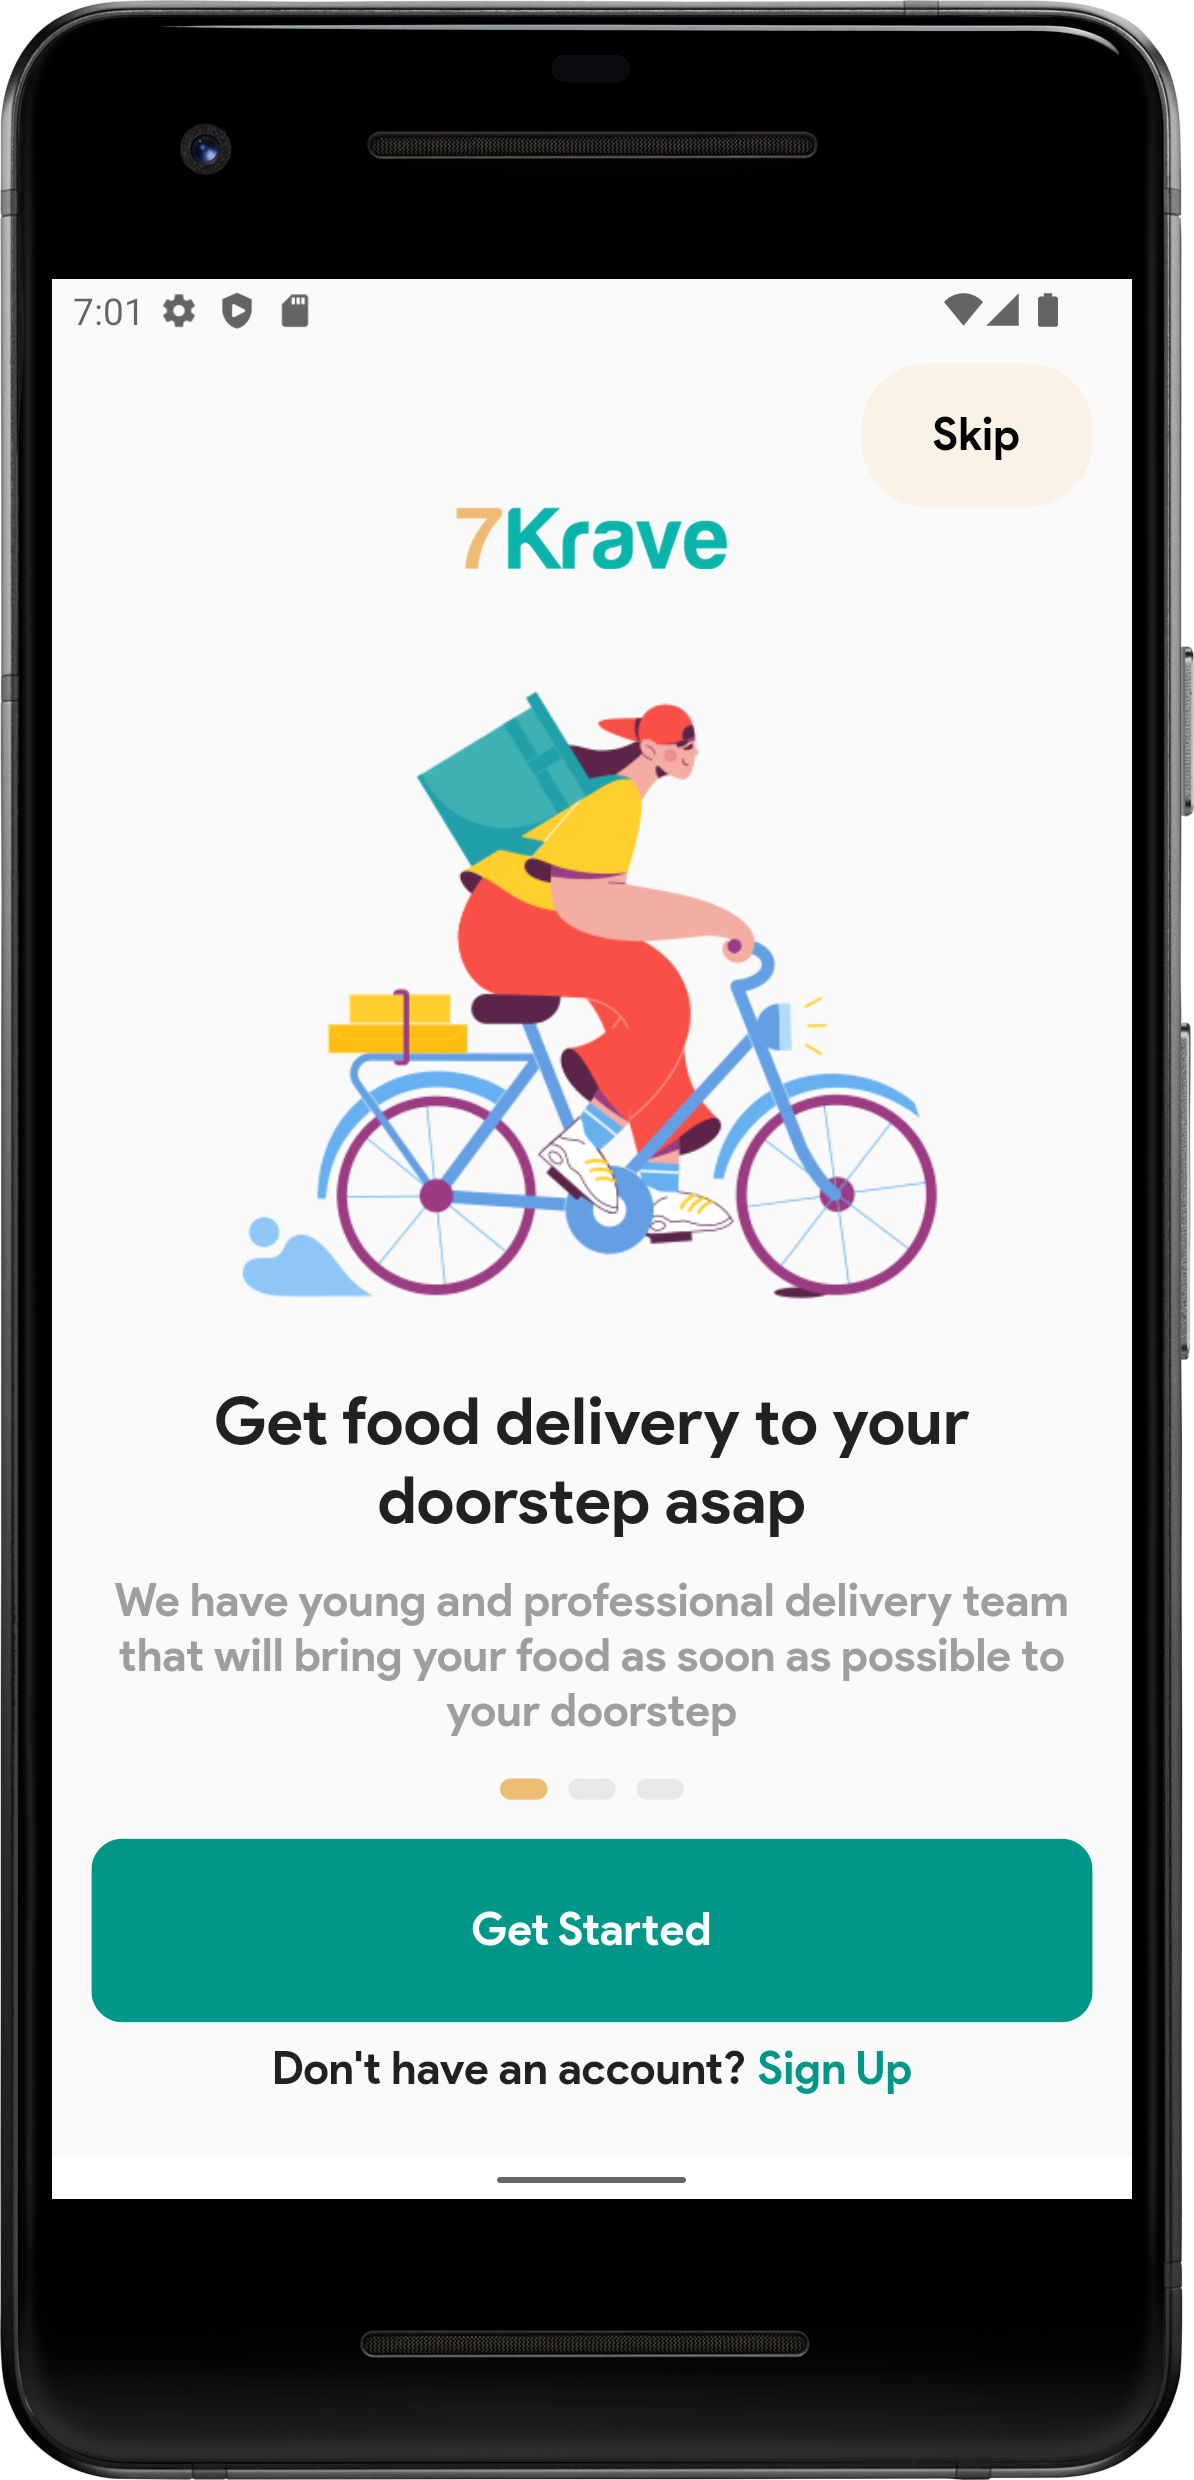 7:01
Skip
7Krave
Get food delivery to your
doorstep asap
We have young and professional delivery team
that will bring your food as soon as possible to
your doorstep
Get Started
Don't have an account? Sign Up